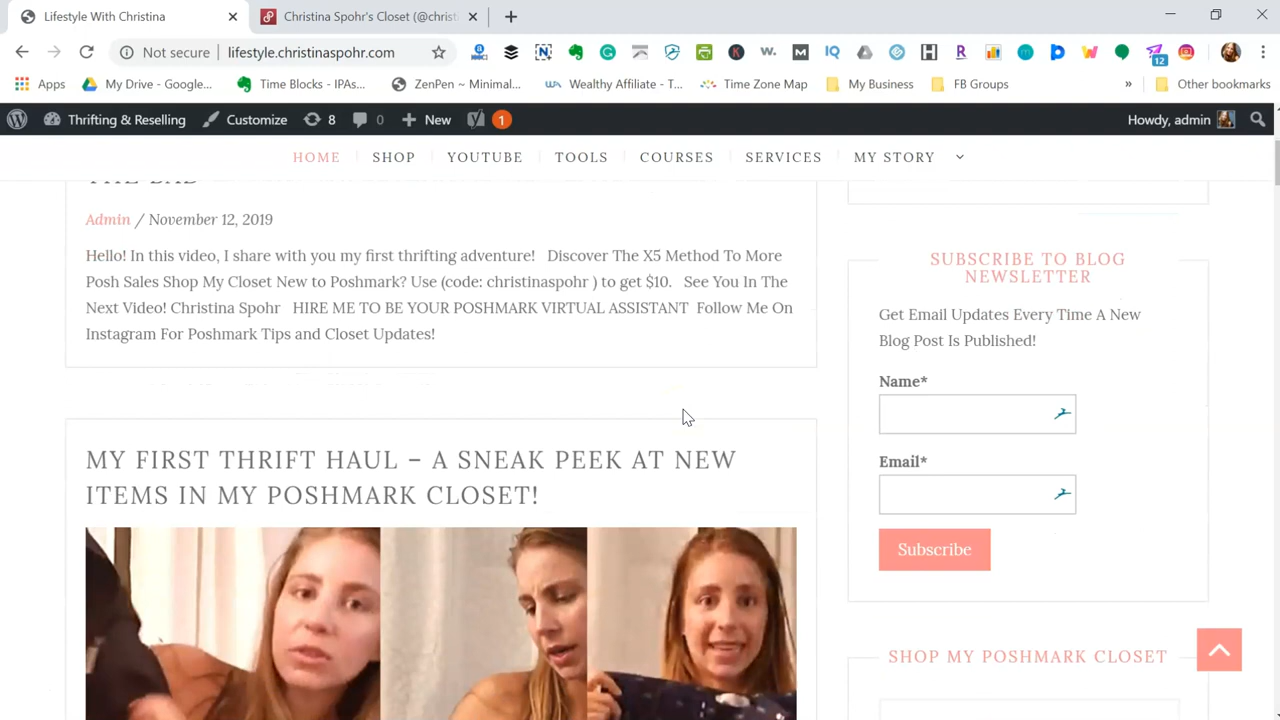 Lifestyle With Christina
Christina Spohr's Closet (@christ
Not secure
lifestyle.christinaspohr.com
12
Apps
My Drive - Google...
Time Blocks - IPAs...
ZenPen ~ Minimal...
Wealthy Affiliate - T...
Time Zone Map
My Business
FB Groups
»
Other bookmarks
Thrifting & Reselling
Customize
8
0
New
1
Howdy, admin
HOME
SHOP
YOUTUBE
TOOLS
COURSES
SERVICES
MY STORY
Admin / November 12, 2019
Hello! In this video, I share with you my first thrifting adventure! Discover The X5 Method To More
Posh Sales Shop My Closet New to Poshmark? Use (code: christinaspohr ) to get $10. See You In The
Next Video! Christina Spohr HIRE ME TO BE YOUR POSHMARK VIRTUAL ASSISTANT Follow Me On
Instagram For Poshmark Tips and Closet Updates!
MY FIRST THRIFT HAUL – A SNEAK PEEK AT NEW
ITEMS IN MY POSHMARK CLOSET!
SUBSCRIBE TO BLOG
NEWSLETTER
Get Email Updates Every Time A New
Blog Post Is Published!
Name*
Email*
Subscribe
SHOP MY POSHMARK CLOSET